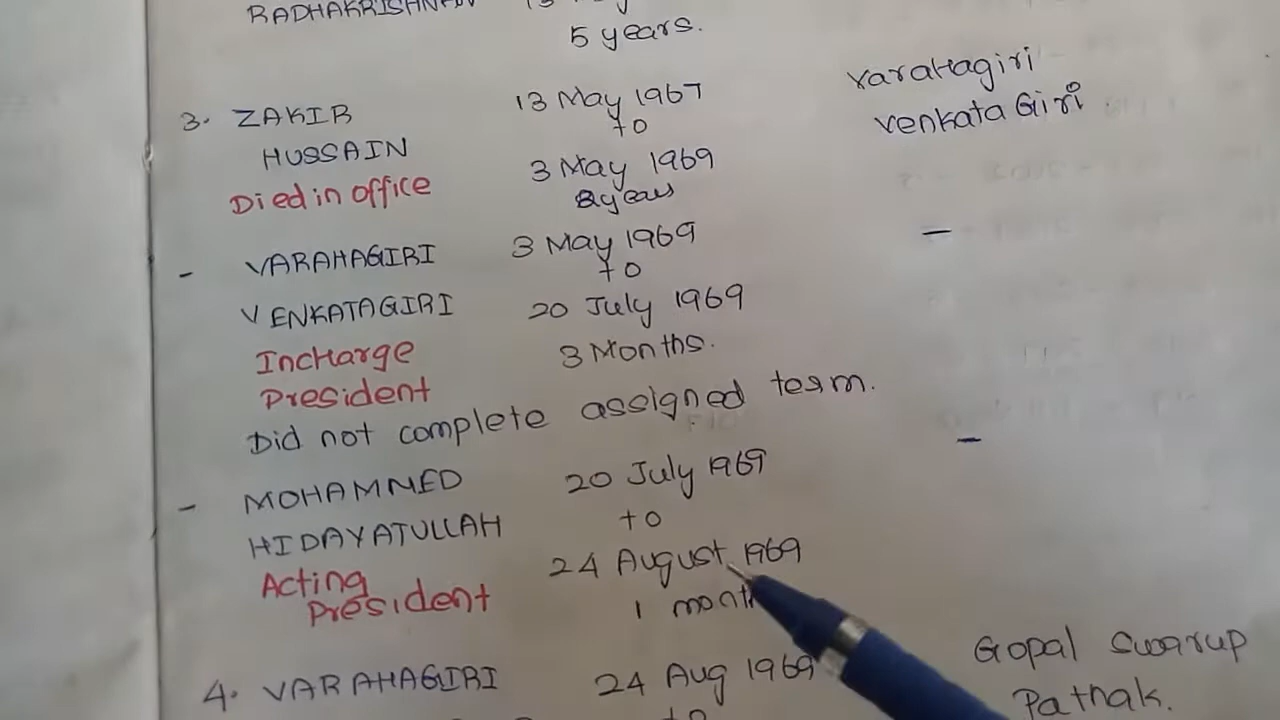 5 years.
3. ZAKIR 13 May 1967 Varahagiri
to Venkata Giri
HUSSAIN 3 May 1969
Died in office 2 years
- VARAHAGIRI 3 May 1969 -
to
VENKATAGIRI 20 July 1969
Incharge 3 Months.
President
Did not complete assigned term.
- MOHAMMED 20 July 1969 -
HIDAYATULLAH to
Acting 24 August 1969
President 1 month
4. VARAHAGIRI 24 Aug 1969 Gopal Swarup
to Pathak.